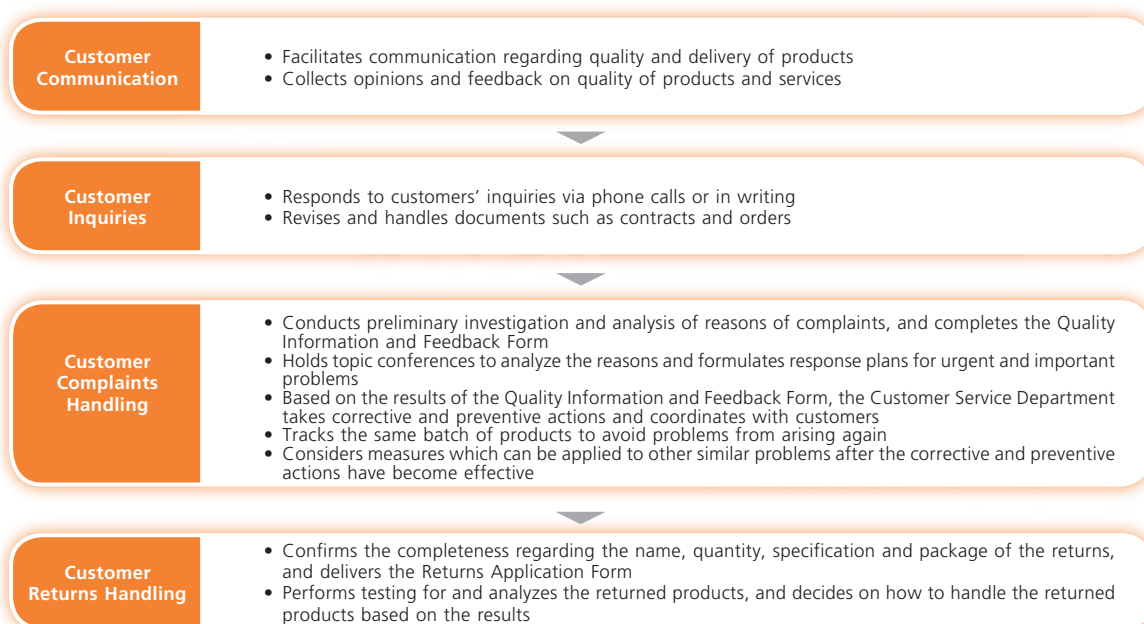 Customer
Communication
• Facilitates communication regarding quality and delivery of products
• Collects opinions and feedback on quality of products and services
Customer
Inquiries
• Responds to customers’ inquiries via phone calls or in writing
• Revises and handles documents such as contracts and orders
Customer
Complaints
Handling
• Conducts preliminary investigation and analysis of reasons of complaints, and completes the Quality
Information and Feedback Form
• Holds topic conferences to analyze the reasons and formulates response plans for urgent and important
problems
• Based on the results of the Quality Information and Feedback Form, the Customer Service Department
takes corrective and preventive actions and coordinates with customers
• Tracks the same batch of products to avoid problems from arising again
• Considers measures which can be applied to other similar problems after the corrective and preventive
actions have become effective
Customer
Returns Handling
• Confirms the completeness regarding the name, quantity, specification and package of the returns,
and delivers the Returns Application Form
• Performs testing for and analyzes the returned products, and decides on how to handle the returned
products based on the results